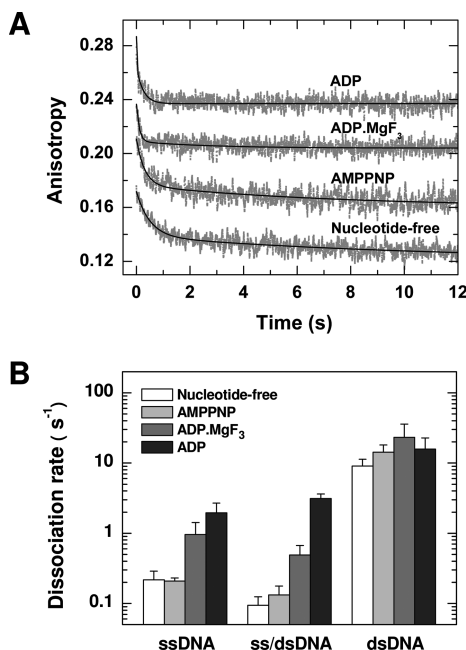 A
0.28
0.24
0.20
0.16
0.12
Anisotropy
ADP
ADP.MgF3
AMPPNP
Nucleotide-free
0 2 4 6 8 10 12
Time (s)
B
100
10
1
0.1
Dissociation rate ( s-1)
Nucleotide-free
AMPPNP
ADP.MgF3
ADP
ssDNA ss/dsDNA dsDNA